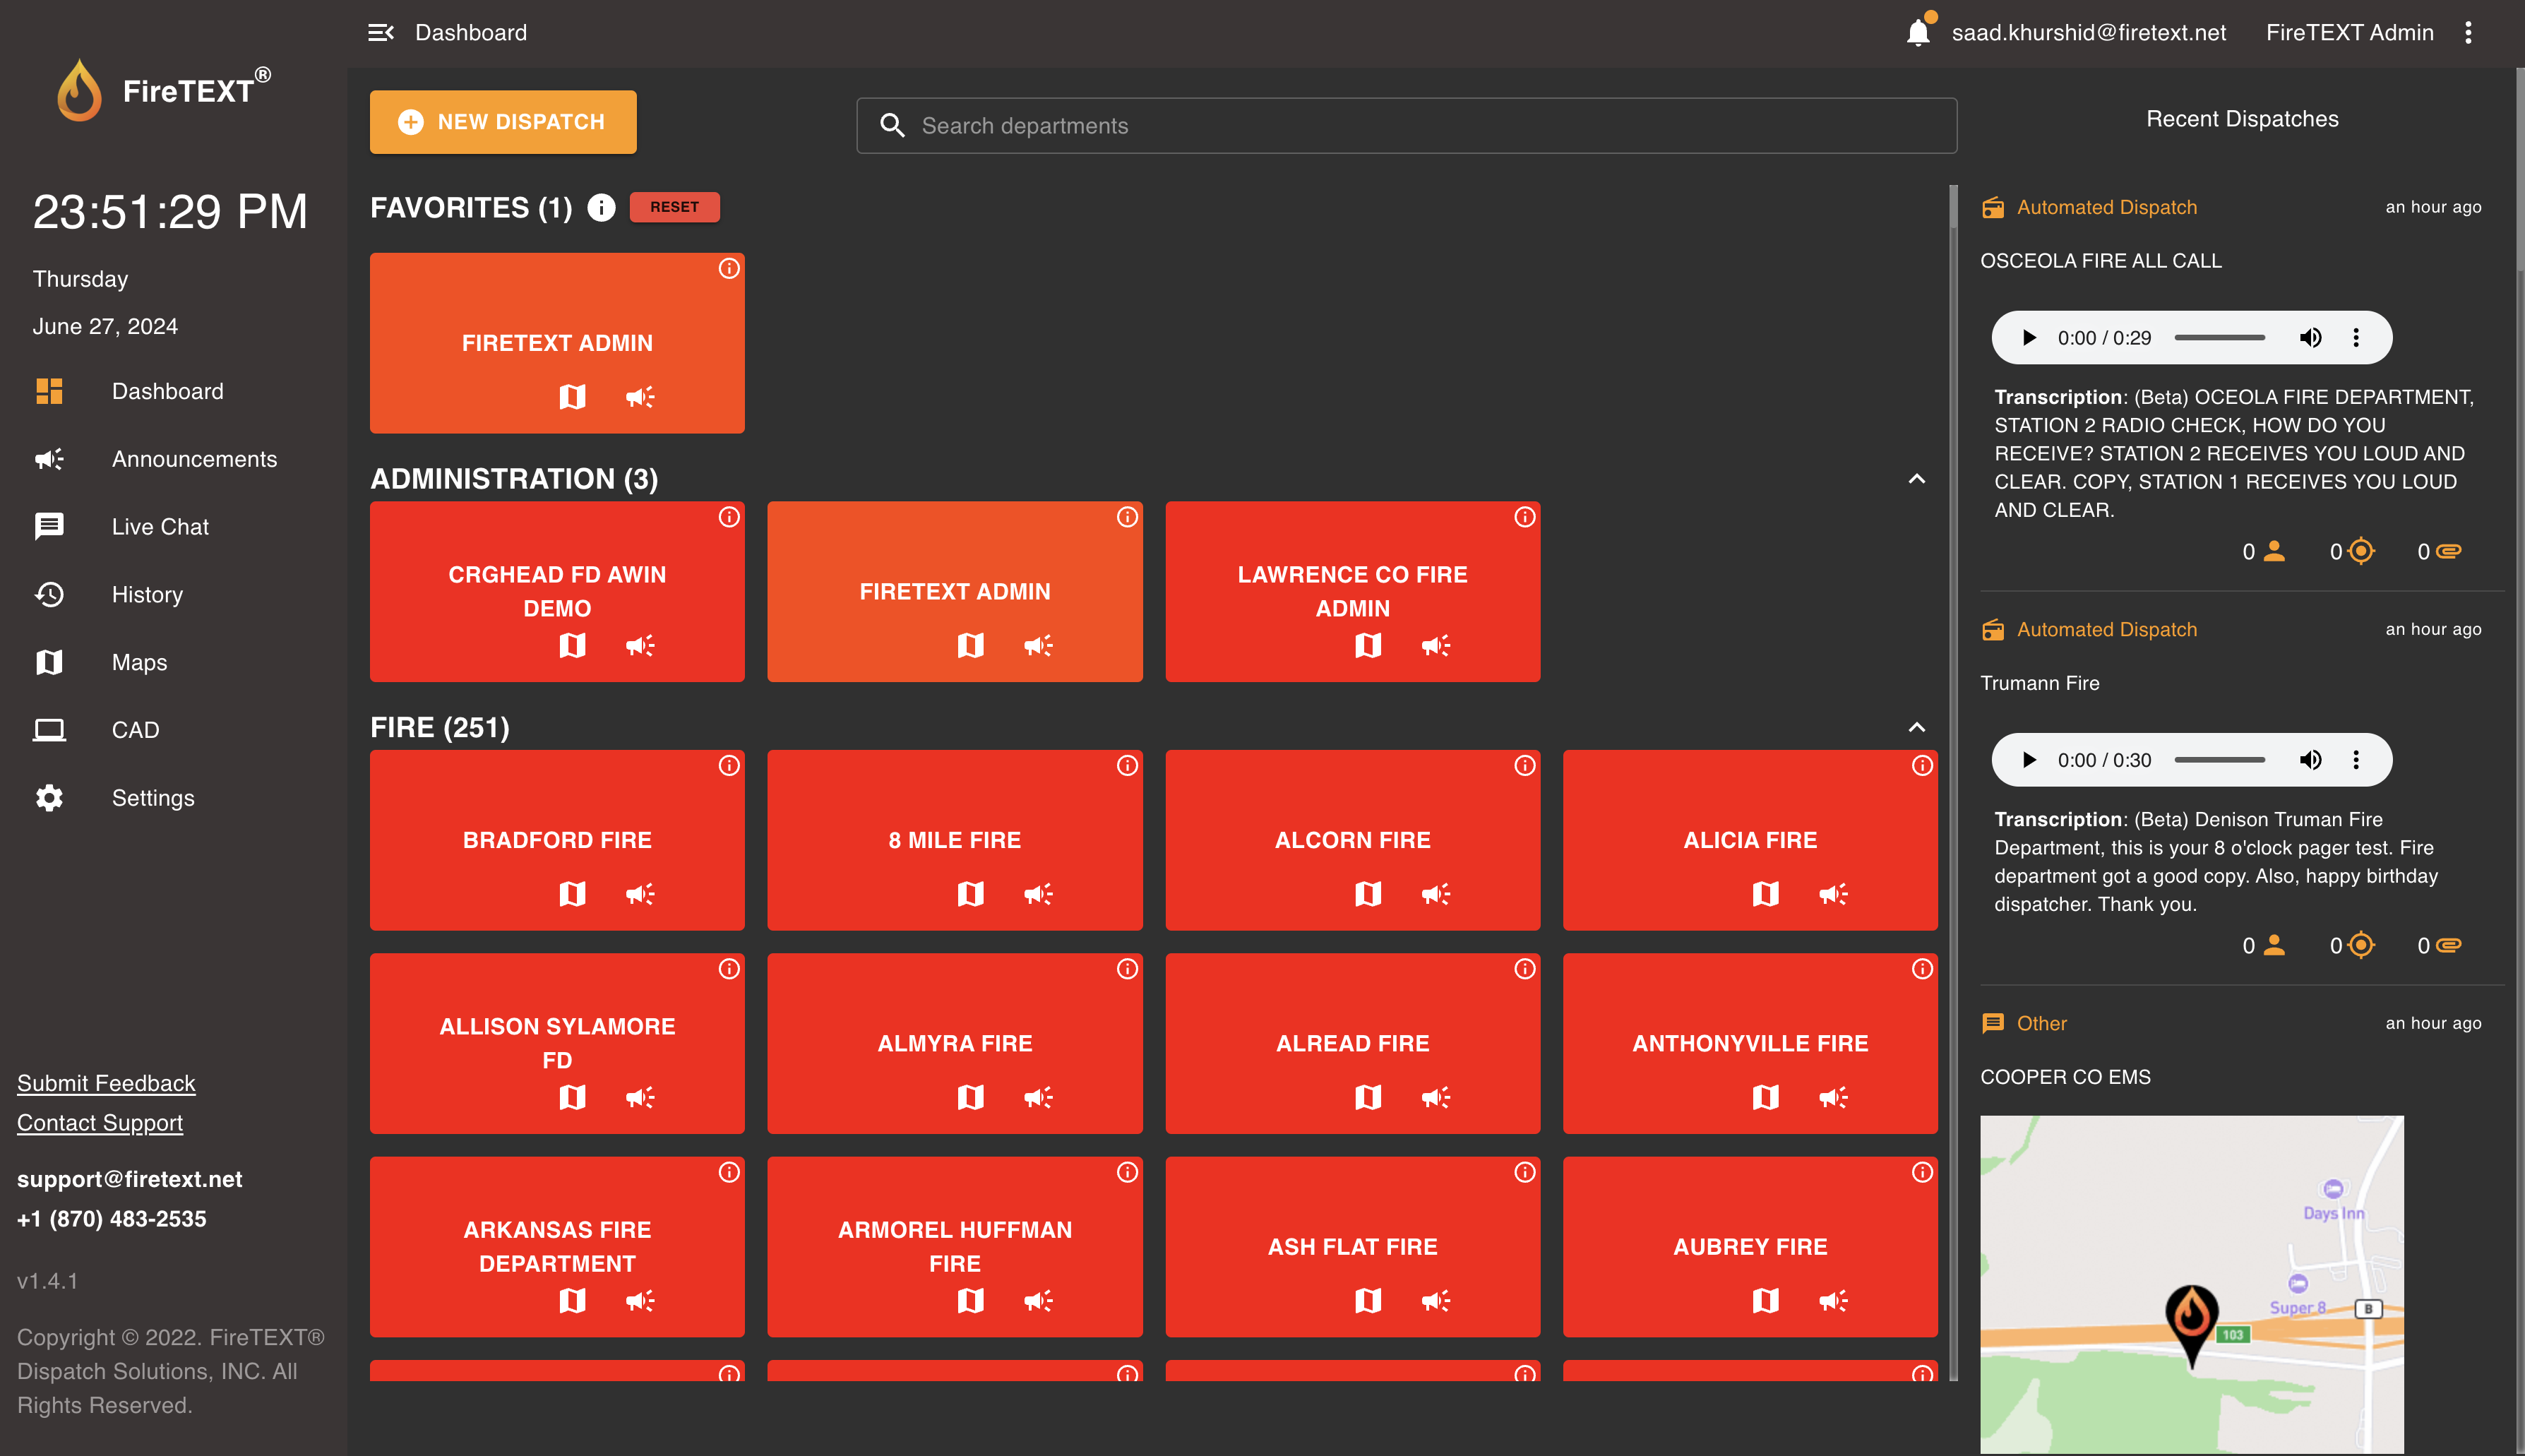 FireTEXT®
23:51:29 PM
Thursday
June 27, 2024
Dashboard
Announcements
Live Chat
History
Maps
CAD
Settings
Submit Feedback
Contact Support
support@firetext.net
+1 (870) 483-2535
v1.4.1
Copyright © 2022. FireTEXT®
Dispatch Solutions, INC. All
Rights Reserved.
Dashboard
saad.khurshid@firetext.net
FireTEXT Admin
NEW DISPATCH
Search departments
FAVORITES (1)
RESET
FIRETEXT ADMIN
ADMINISTRATION (3)
CRGHEAD FD AWIN
DEMO
FIRETEXT ADMIN
LAWRENCE CO FIRE
ADMIN
FIRE (251)
BRADFORD FIRE
8 MILE FIRE
ALCORN FIRE
ALICIA FIRE
ALLISON SYLAMORE
FD
ALMYRA FIRE
ALREAD FIRE
ANTHONYVILLE FIRE
ARKANSAS FIRE
DEPARTMENT
ARMOREL HUFFMAN
FIRE
ASH FLAT FIRE
AUBREY FIRE
Recent Dispatches
Automated Dispatch
an hour ago
OSCEOLA FIRE ALL CALL
0:00 / 0:29
Transcription: (Beta) OCEOLA FIRE DEPARTMENT,
STATION 2 RADIO CHECK, HOW DO YOU
RECEIVE? STATION 2 RECEIVES YOU LOUD AND
CLEAR. COPY, STATION 1 RECEIVES YOU LOUD
AND CLEAR.
0 0 0
Automated Dispatch
an hour ago
Trumann Fire
0:00 / 0:30
Transcription: (Beta) Denison Truman Fire
Department, this is your 8 o'clock pager test. Fire
department got a good copy. Also, happy birthday
dispatcher. Thank you.
0 0 0
Other
an hour ago
COOPER CO EMS
Days Inn
Super 8
B
103